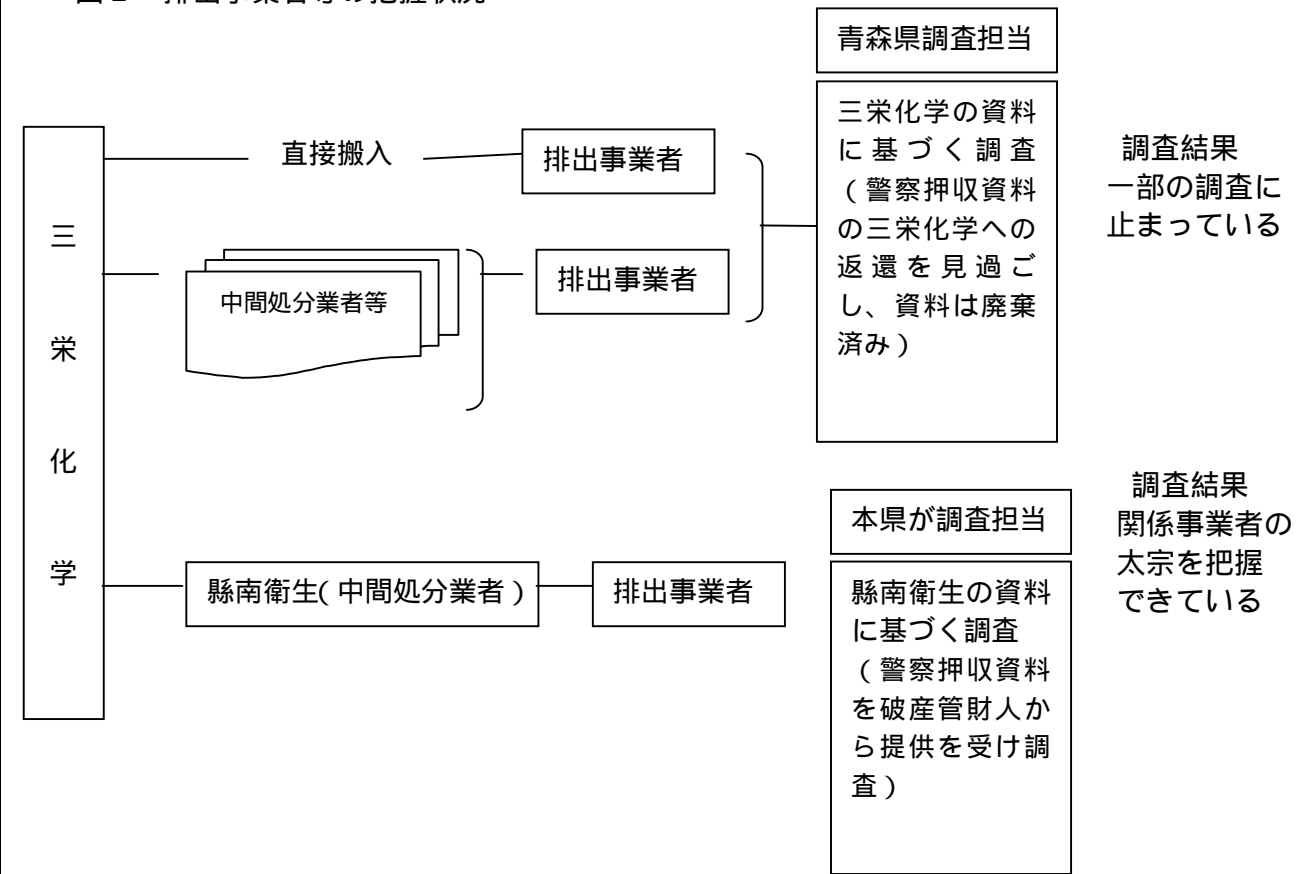 青森県調査担当
三栄化学
直接搬入
排出事業者
中間処分業者等
排出事業者
三栄化学の資料
に基づく調査
（警察押収資料
の三栄化学への
返還を見過ご
し、資料は廃棄
済み）
調査結果
一部の調査に
止まっている
縣南衛生（中間処分業者）
排出事業者
本県が調査担当
縣南衛生の資料
に基づく調査
（警察押収資料
を破産管財人か
ら提供を受け調
査）
調査結果
関係事業者の
太宗を把握
できている